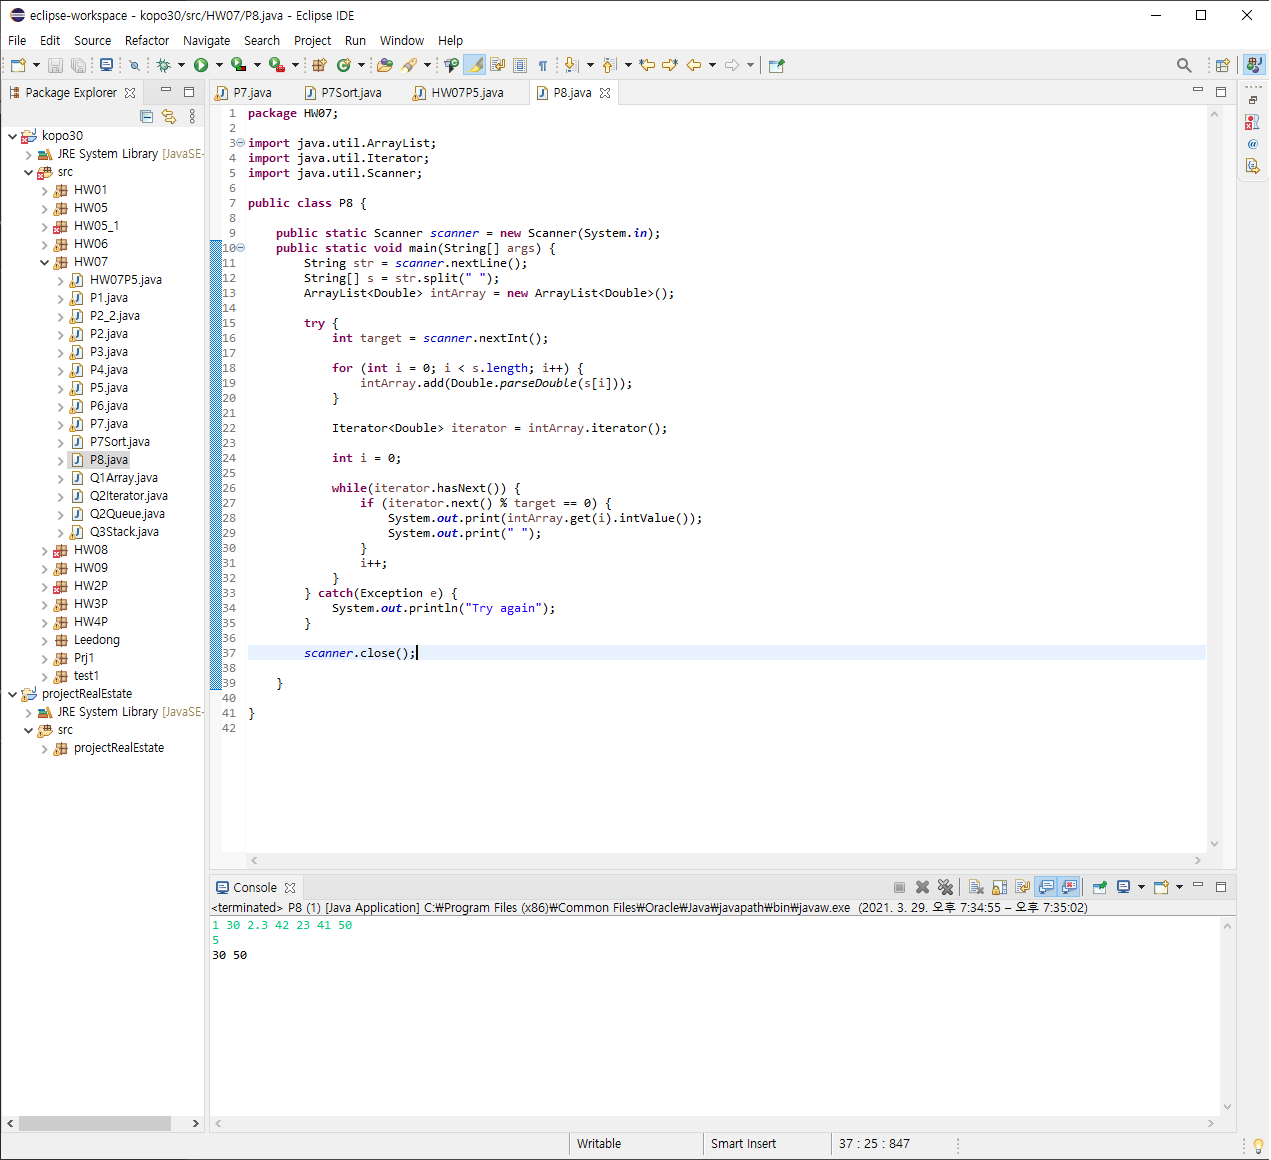 eclipse-workspace - kopo30/src/HW07/P8.java - Eclipse IDE
File Edit Source Refactor Navigate Search Project Run Window Help
Package Explorer
kopo30
JRE System Library [JavaSE-
src
HW01
HW05
HW05_1
HW06
HW07
HW07P5.java
P1.java
P2_2.java
P2.java
P3.java
P4.java
P5.java
P6.java
P7.java
P7Sort.java
P8.java
Q1Array.java
Q2Iterator.java
Q2Queue.java
Q3Stack.java
HW08
HW09
HW2P
HW3P
HW4P
Leedong
Prj1
test1
projectRealEstate
JRE System Library [JavaSE-
src
projectRealEstate
P7.java P7Sort.java HW07P5.java P8.java
1 package HW07;
2
3 import java.util.ArrayList;
4 import java.util.Iterator;
5 import java.util.Scanner;
6
7 public class P8 {
8
9 public static Scanner scanner = new Scanner(System.in);
10 public static void main(String[] args) {
11 String str = scanner.nextLine();
12 String[] s = str.split(" ");
13 ArrayList<Double> intArray = new ArrayList<Double>();
14
15 try {
16 int target = scanner.nextInt();
17
18 for (int i = 0; i < s.length; i++) {
19 intArray.add(Double.parseDouble(s[i]));
20 }
21
22 Iterator<Double> iterator = intArray.iterator();
23
24 int i = 0;
25
26 while(iterator.hasNext()) {
27 if (iterator.next() % target == 0) {
28 System.out.print(intArray.get(i).intValue());
29 System.out.print(" ");
30 }
31 i++;
32 }
33 } catch(Exception e) {
34 System.out.println("Try again");
35 }
36
37 scanner.close();
38
39 }
40
41 }
42
Console
<terminated> P8 (1) [Java Application] C:₩Program Files (x86)₩Common Files₩Oracle₩Java₩javapath₩bin₩javaw.exe (2021. 3. 29. 오후 7:34:55 – 오후 7:35:02)
1 30 2.3 42 23 41 50
5
30 50
Writable Smart Insert 37 : 25 : 847